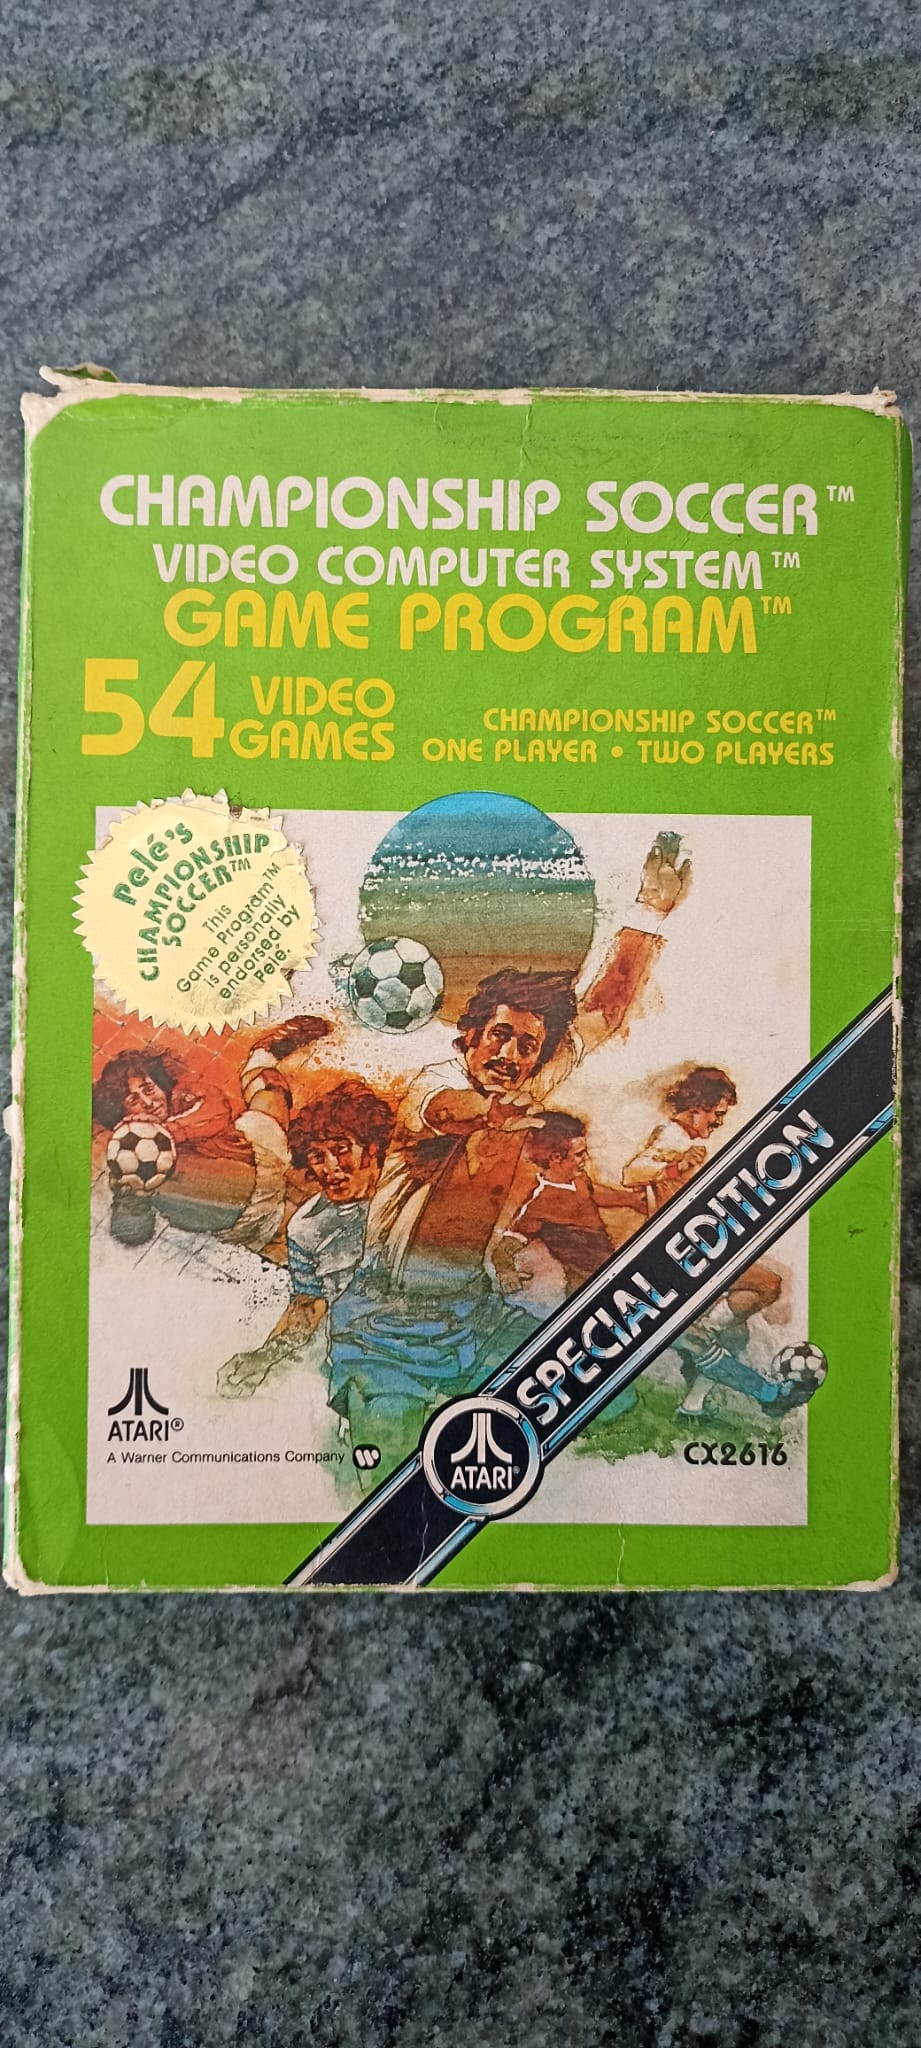 CHAMPIONSHIP SOCCER™
VIDEO COMPUTER SYSTEM™
GAME PROGRAM™
54 VIDEO
GAMES
CHAMPIONSHIP SOCCER™
ONE PLAYER • TWO PLAYERS
Pelé's
CHAMPIONSHIP
SOCCER™
This
Game Program™
is personally
endorsed by
Pelé.
SPECIAL EDITION
ATARI®
A Warner Communications Company
ATARI®
CX2616